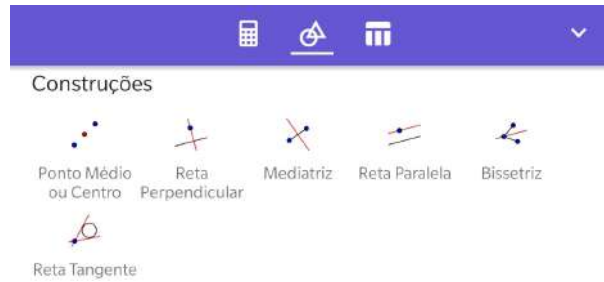 Construções
Ponto Médio
ou Centro
Reta
Perpendicular
Mediatriz
Reta Paralela
Bissetriz
Reta Tangente